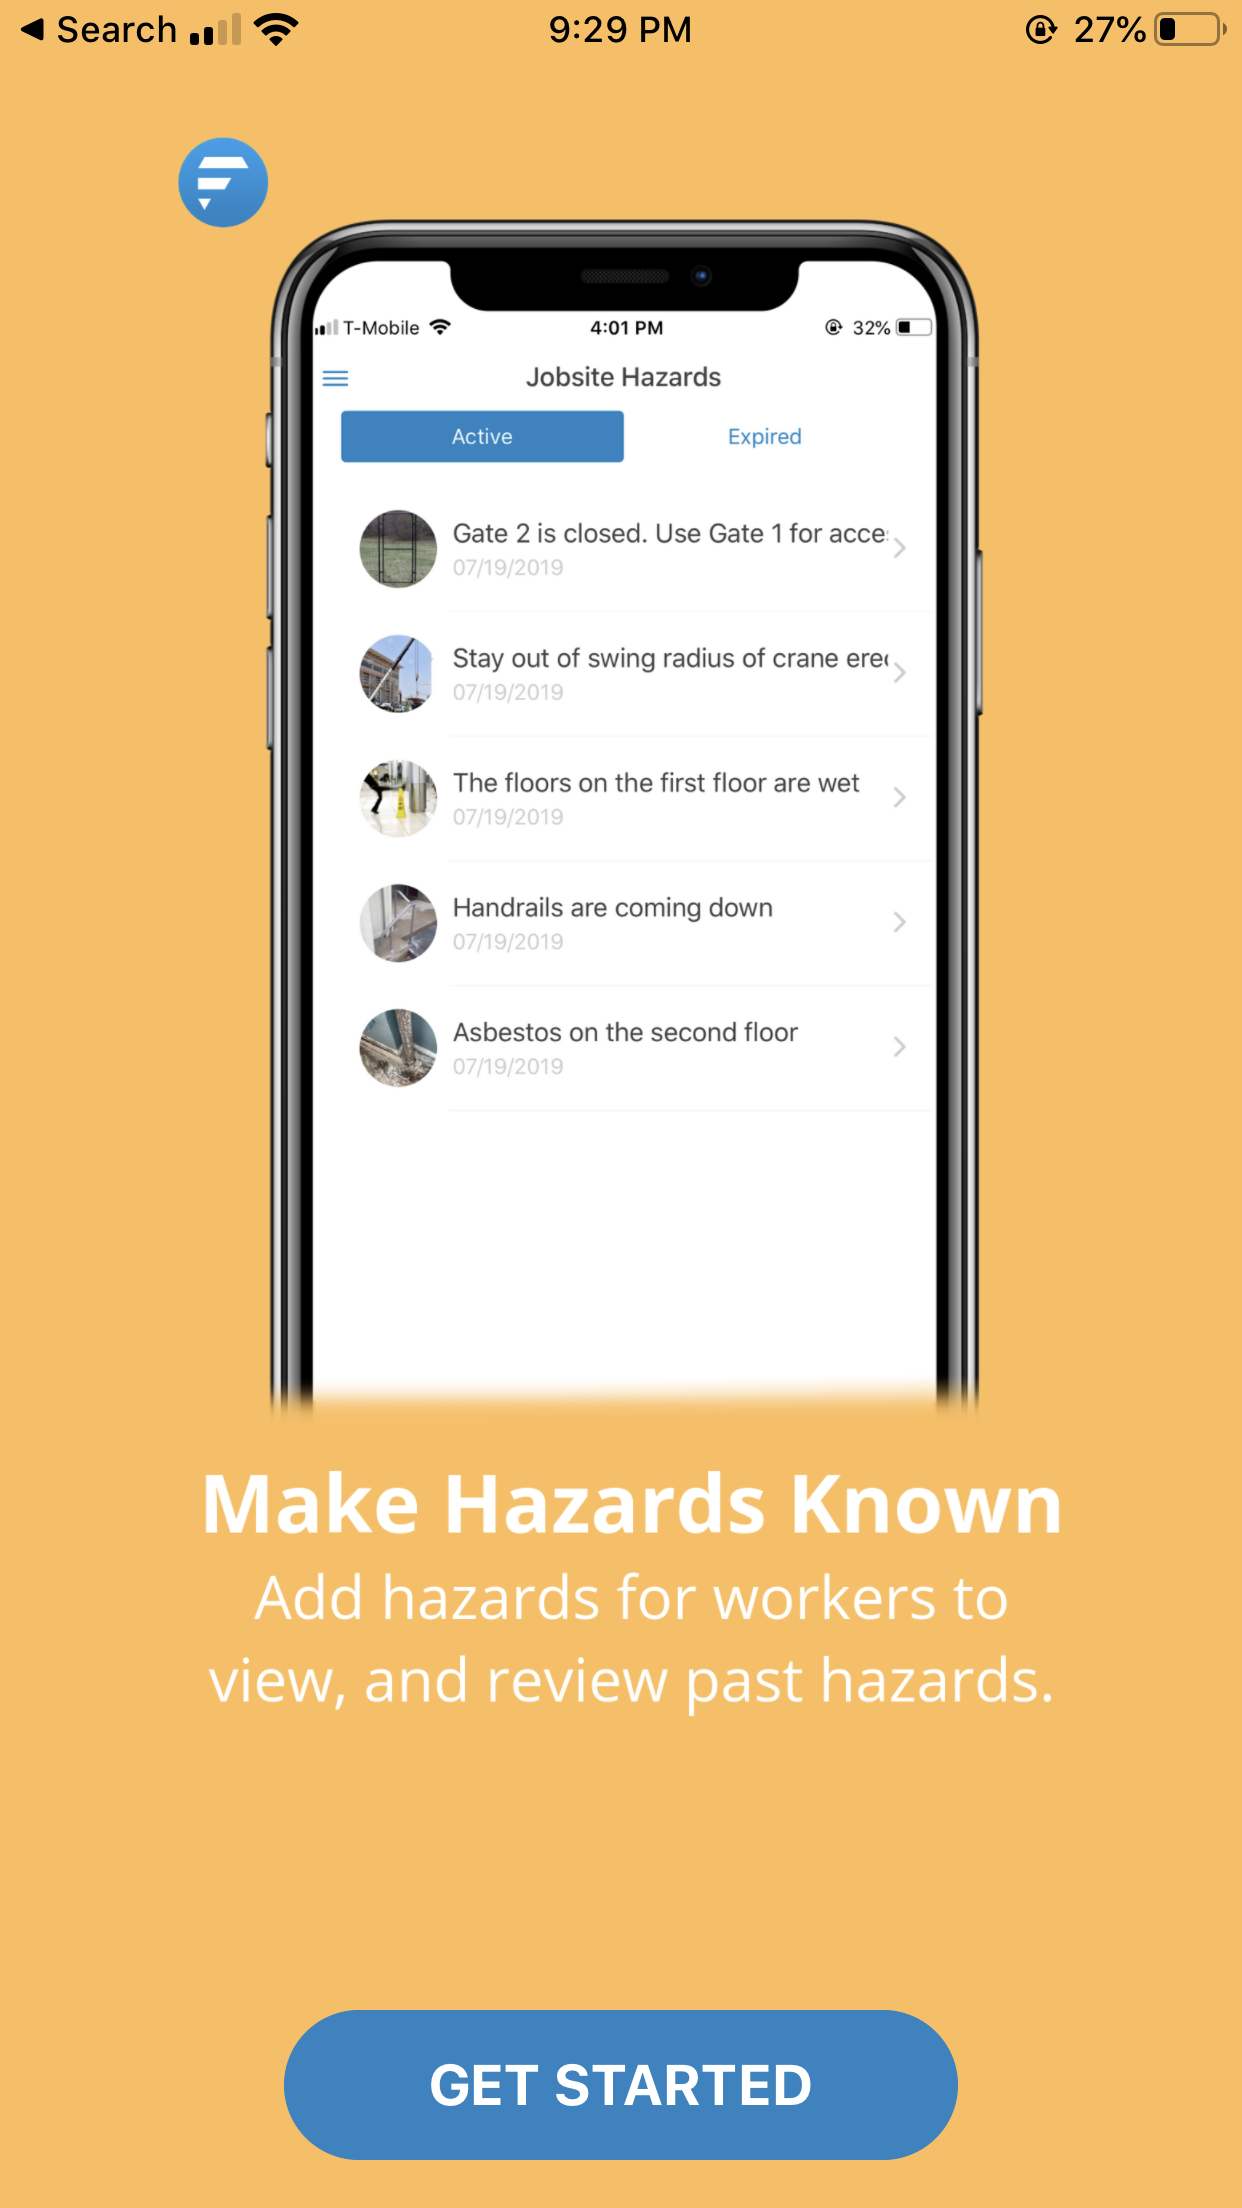 Search
9:29 PM
27%
T-Mobile
4:01 PM
32%
Jobsite Hazards
Active
Expired
Gate 2 is closed. Use Gate 1 for acce
07/19/2019
Stay out of swing radius of crane ere
07/19/2019
The floors on the first floor are wet
07/19/2019
Handrails are coming down
07/19/2019
Asbestos on the second floor
07/19/2019
Make Hazards Known
Add hazards for workers to
view, and review past hazards.
GET STARTED